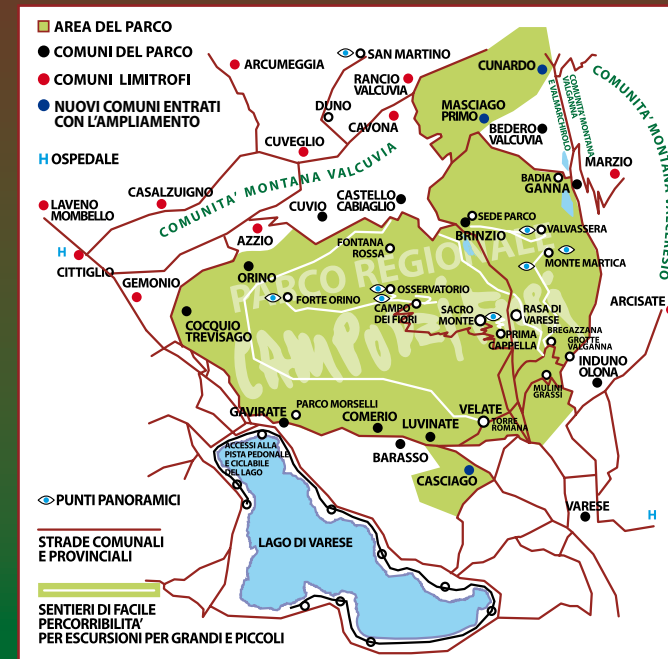 AREA DEL PARCO
COMUNI DEL PARCO
COMUNI LIMITROFI
NUOVI COMUNI ENTRATI
CON L'AMPLIAMENTO
H OSPEDALE
ARCUMEGGIA
SAN MARTINO
RANCIO
VALCUVIA
DUNO
CAVONA
CUVEGLIO
CUNARDO
MASCIAGO
PRIMO
BEDERO
VALCUVIA
COMUNITA' MONTANA
VALGANNA
E VALMARCHIROLO
COMUNITA' MONTANA
MARZIO
BADIA
GANNA
COMUNITA' MONTANA VALCUVIA
CASALZUIGNO
LAVENO
MOMBELLO
H
CITTIGLIO
GEMONIO
AZZIO
CUVIO
CASTELLO
CABIAGLIO
SEDE PARCO
BRINZIO
VALVASSERA
MONTE MARTICA
FONTANA
ROSSA
ORINO
PARCO REGIONALE
CAMPO DEI FIORI
FORTE ORINO
OSSERVATORIO
CAMPO
DEI FIORI
SACRO
MONTE
RASA DI
VARESE
PRIMA
CAPPELLA
BREGAZZANA
GROTTE
VALGANNA
ARCISATE
INDUNO
OLONA
MULINI
GRASSI
COCQUIO
TREVISAGO
PARCO MORSELLI
GAVIRATE
COMERIO
LUVINATE
VELATE
TORRE
ROMANA
BARASSO
CASCIAGO
VARESE
H
ACCESSI ALLA
PISTA PEDONALE
E CICLABILE
DEL LAGO
LAGO DI VARESE
PUNTI PANORAMICI
STRADE COMUNALI
E PROVINCIALI
SENTIERI DI FACILE
PERCORRIBILITA'
PER ESCURSIONI PER GRANDI E PICCOLI